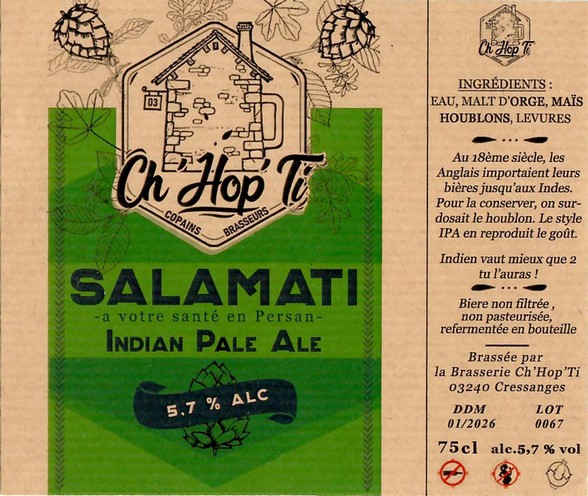 03
Ch'Hop'Ti
COPAINS BRASSEURS
SALAMATI
-a votre santé en Persan-
INDIAN PALE ALE
5,7 % ALC
Ch'Hop'Ti
INGRÉDIENTS :
EAU, MALT D'ORGE, MAÏS
HOUBLONS, LEVURES
Au 18ème siècle, les
Anglais importaient leurs
bières jusqu'aux Indes.
Pour la conserver, on sur-
dosait le houblon. Le style
IPA en reproduit le goût.
Indien vaut mieux que 2
tu l'auras !
Biere non filtrée ,
non pasteurisée,
refermentée en bouteille
Brassée par
la Brasserie Ch'Hop'Ti
03240 Cressanges
DDM LOT
01/2026 0067
75cl alc.5,7 % vol